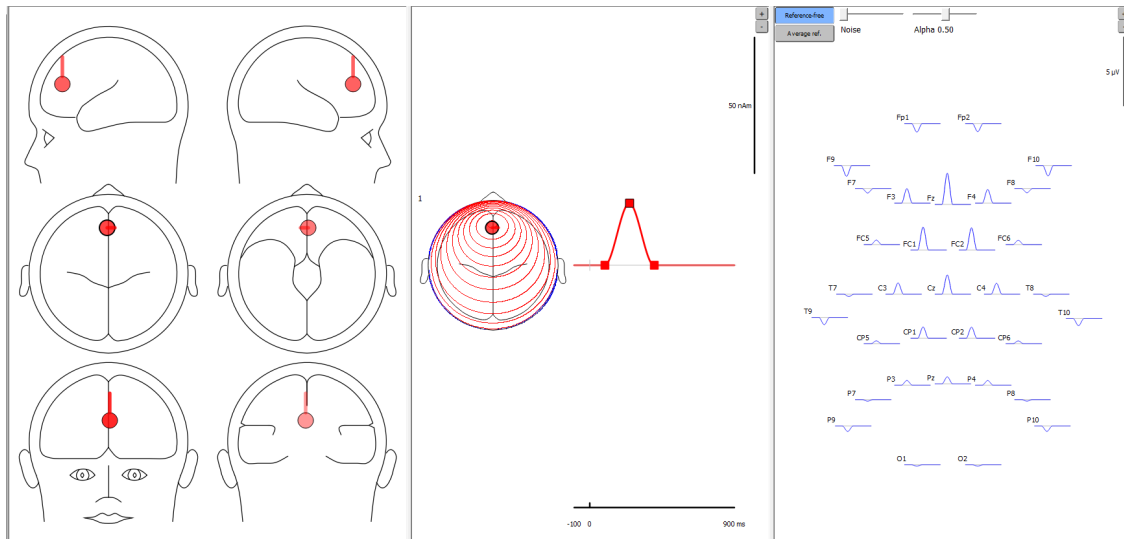 +
-
1
50 nAm
-100 0 900 ms
Reference-free
Average ref.
Noise
Alpha 0.50
+
-
5 µV
Fp1 Fp2
F9 F10
F7 F3 Fz F4 F8
FC5 FC1 FC2 FC6
T7 C3 Cz C4 T8
T9 T10
CP5 CP1 CP2 CP6
P7 P3 Pz P4 P8
P9 P10
O1 O2